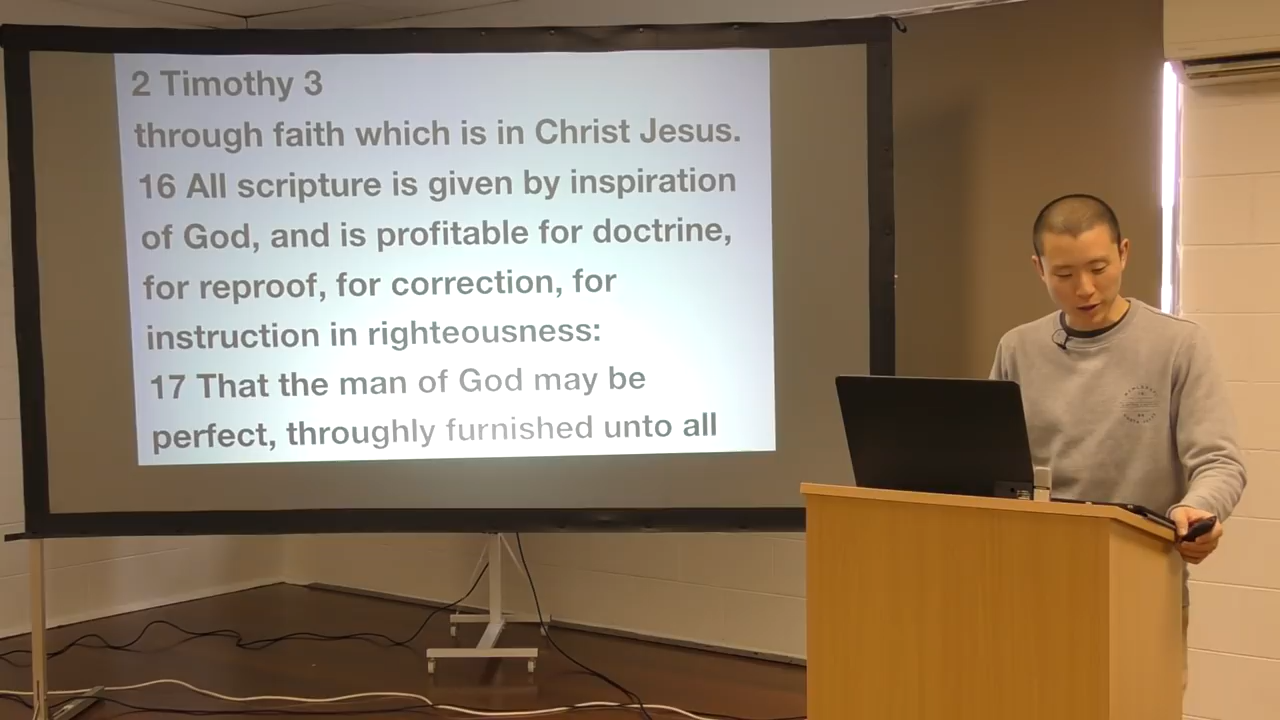 2 Timothy 3
through faith which is in Christ Jesus.
16 All scripture is given by inspiration
of God, and is profitable for doctrine,
for reproof, for correction, for
instruction in righteousness:
17 That the man of God may be
perfect, throughly furnished unto all